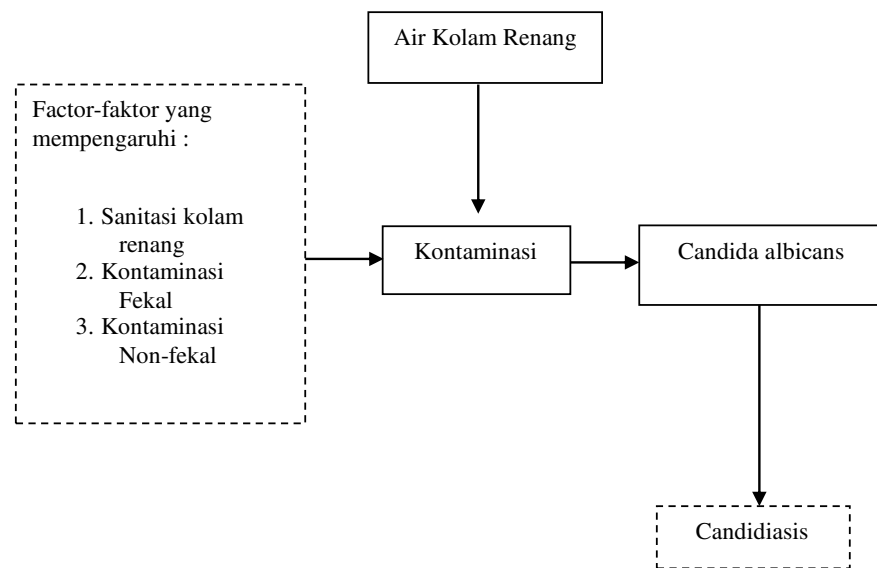 Air Kolam Renang
Factor-faktor yang
mempengaruhi :
1. Sanitasi kolam
renang
2. Kontaminasi
Fekal
3. Kontaminasi
Non-fekal
Kontaminasi
Candida albicans
Candidiasis